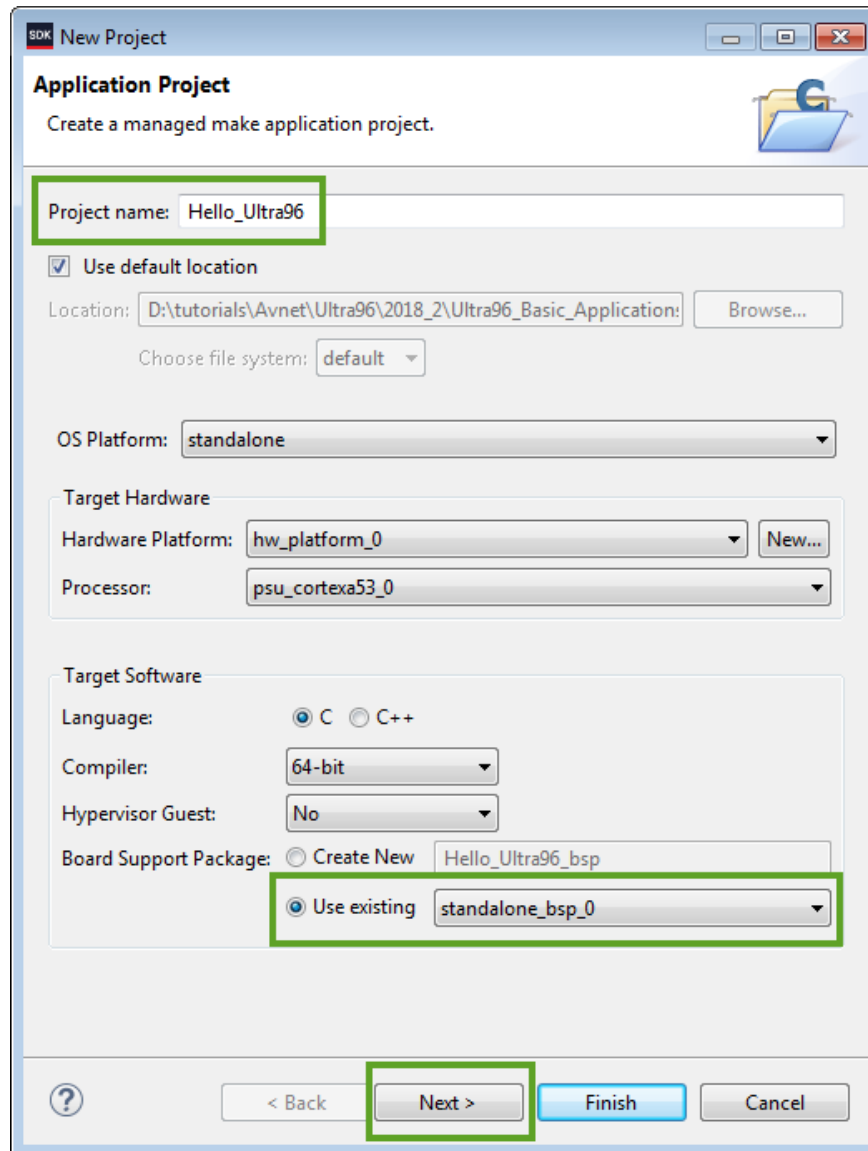 SDK New Project
Application Project
Create a managed make application project.
C
Project name: Hello_Ultra96
Use default location
Location: D:\tutorials\Avnet\Ultra96\2018_2\Ultra96_Basic_Application: Browse...
Choose file system: default
OS Platform: standalone
Target Hardware
Hardware Platform: hw_platform_0 New...
Processor: psu_cortexa53_0
Target Software
Language: C C++
Compiler: 64-bit
Hypervisor Guest: No
Board Support Package: Create New Hello_Ultra96_bsp
Use existing standalone_bsp_0
? < Back Next > Finish Cancel